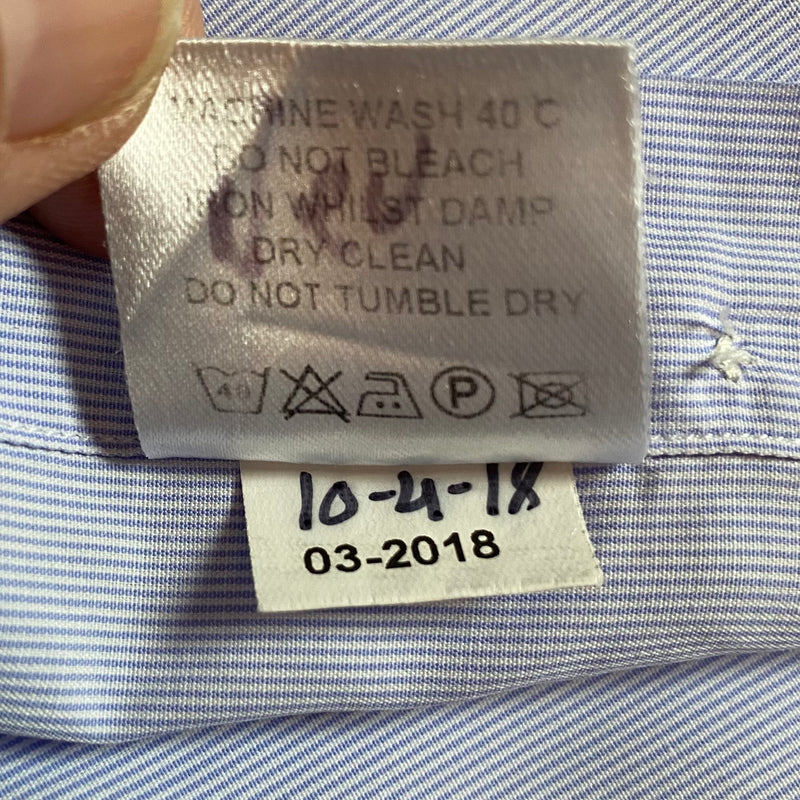 MACHINE WASH 40 C
DO NOT BLEACH
IRON WHILST DAMP
DRY CLEAN
DO NOT TUMBLE DRY
40 P
10-4-18
03-2018